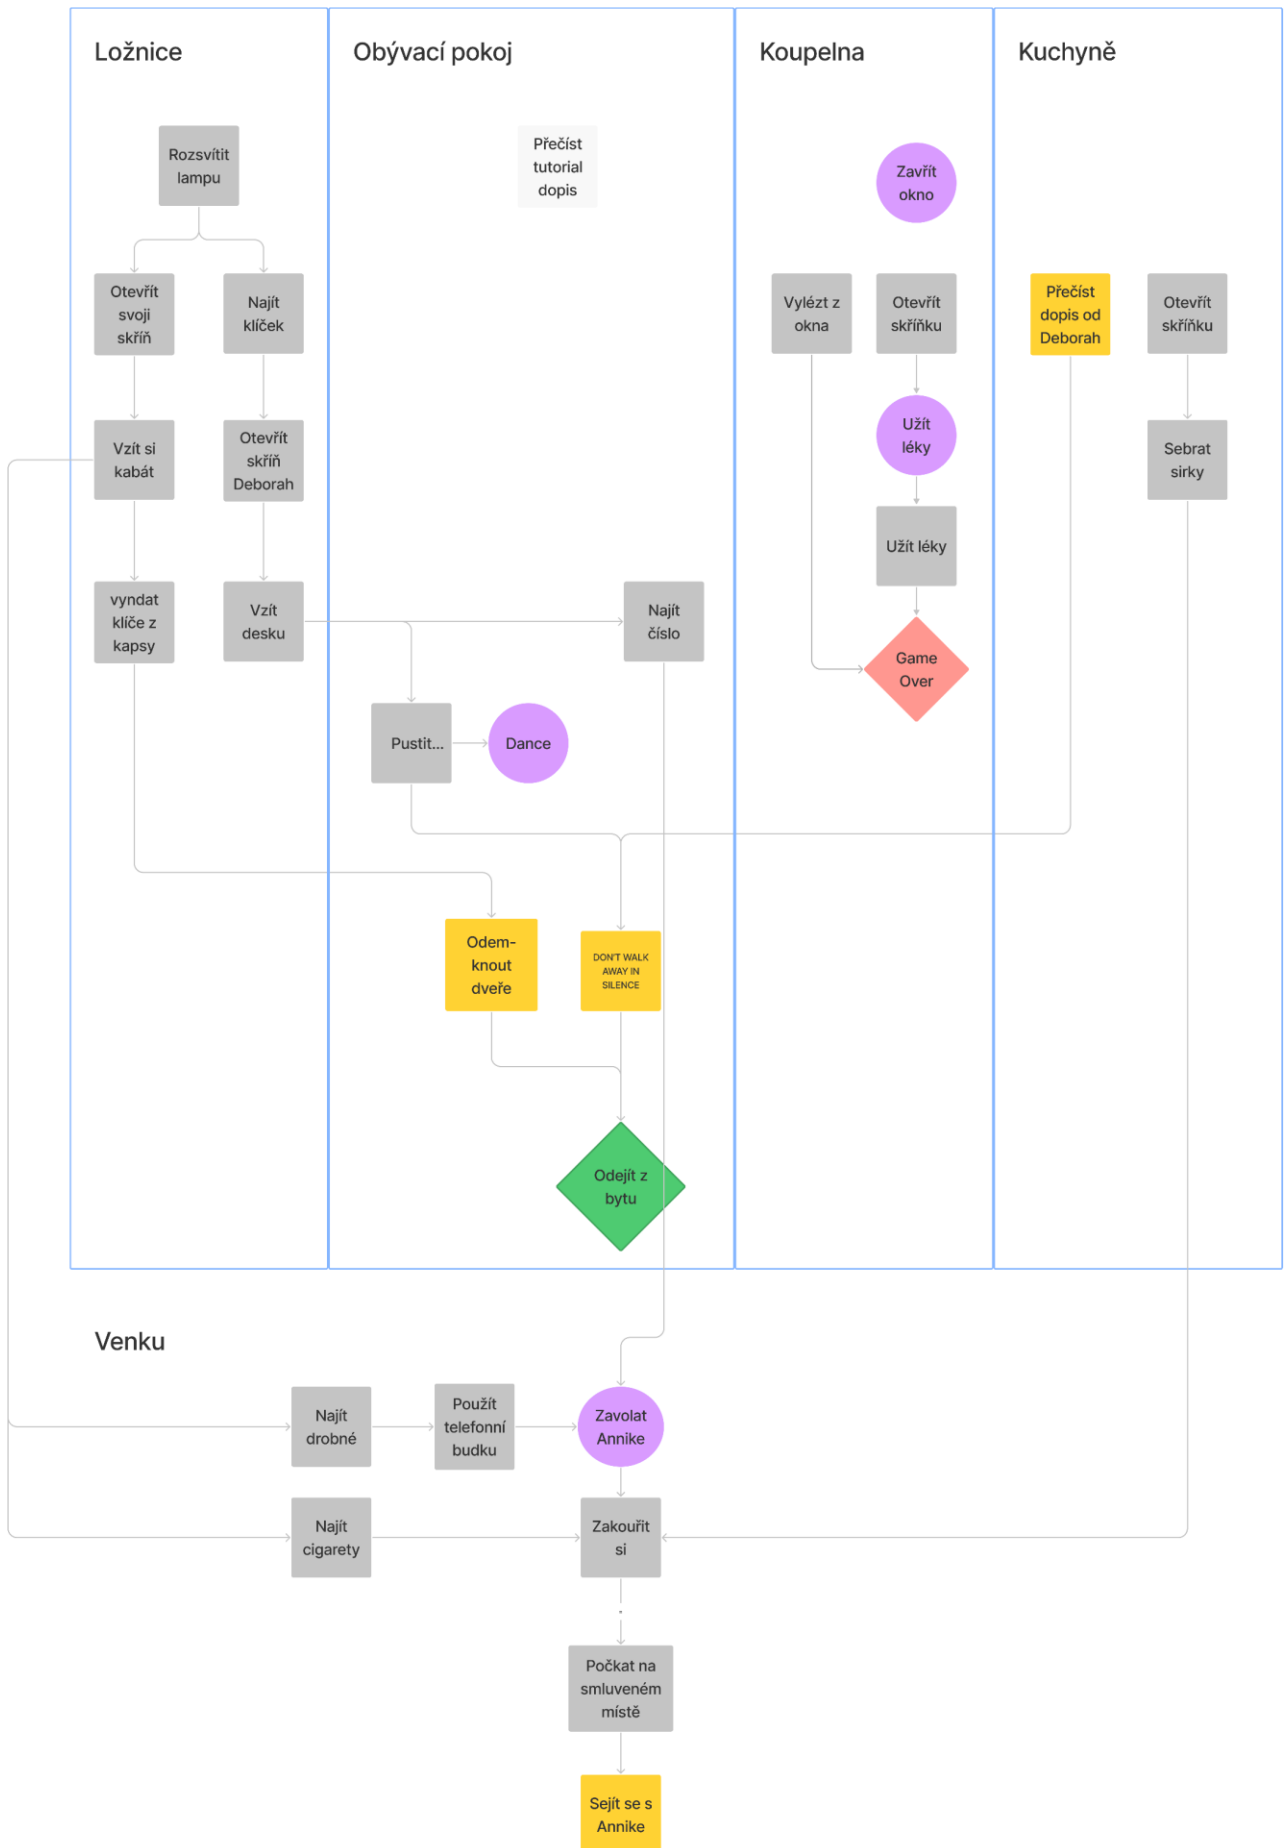 Ložnice
Obývací pokoj
Koupelna
Kuchyně
Rozsvítit
lampu
Přečíst
tutorial
dopis
Zavřít
okno
Otevřít
svoji
skříň
Najít
klíček
Vylézt z
okna
Otevřít
skříňku
Přečíst
dopis od
Deborah
Otevřít
skříňku
Vzít si
kabát
Otevřít
skříň
Deborah
Užít
léky
Sebrat
sirky
Užít léky
vyndat
klíče z
kapsy
Vzít
desku
Najít
číslo
Game
Over
Pustit...
Dance
Odem-
knout
dveře
DON'T WALK
AWAY IN
SILENCE
Odejít z
bytu
Venku
Najít
drobné
Použít
telefonní
budku
Zavolat
Annike
Najít
cigarety
Zakouřit
si
Počkat na
smluveném
místě
Sejít se s
Annike